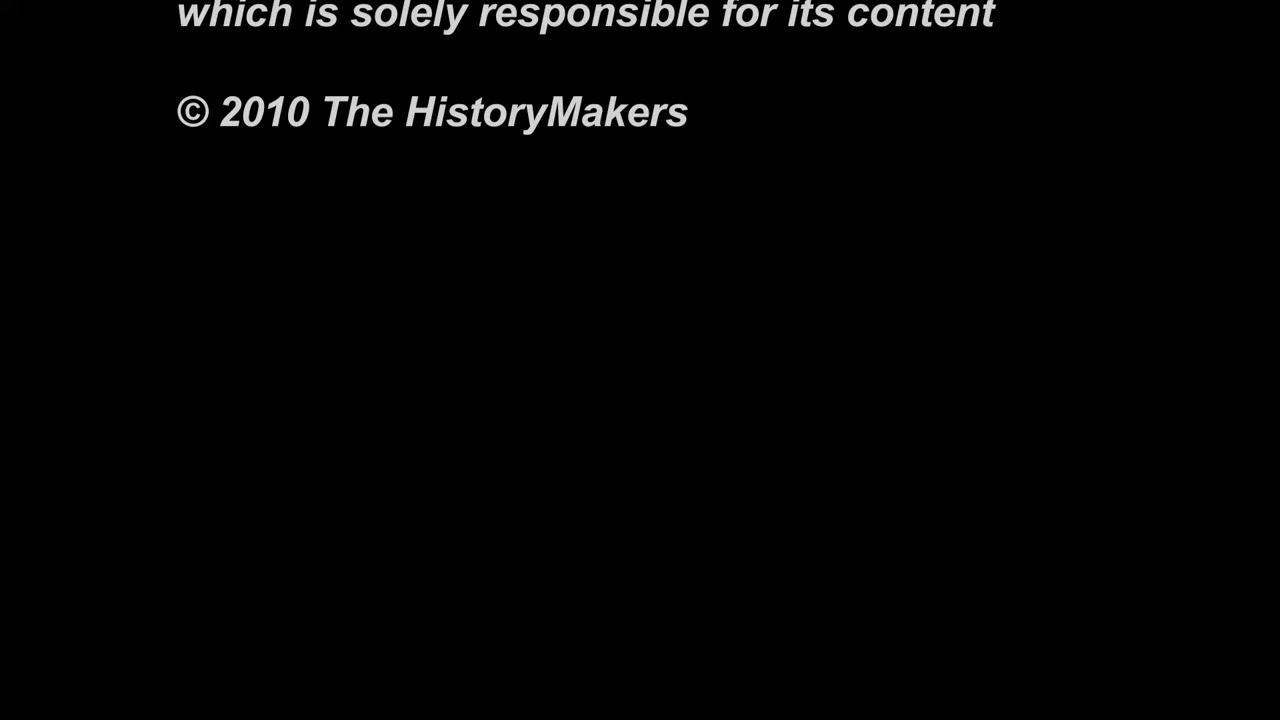 which is solely responsible for its content
© 2010 The HistoryMakers